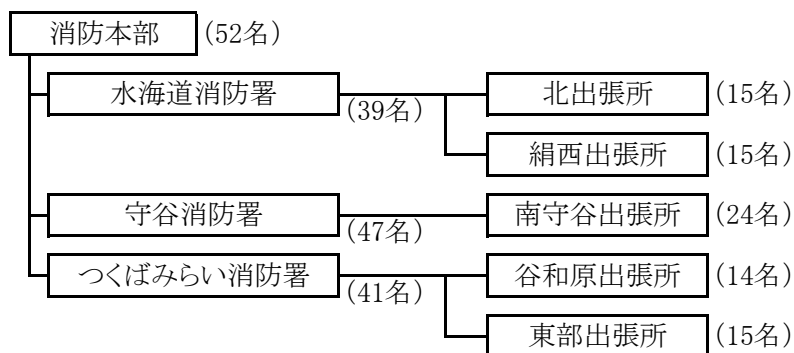 消防本部 (52名)
水海道消防署 (39名) 北出張所 (15名)
絹西出張所 (15名)
守谷消防署 (47名) 南守谷出張所 (24名)
つくばみらい消防署 (41名) 谷和原出張所 (14名)
東部出張所 (15名)